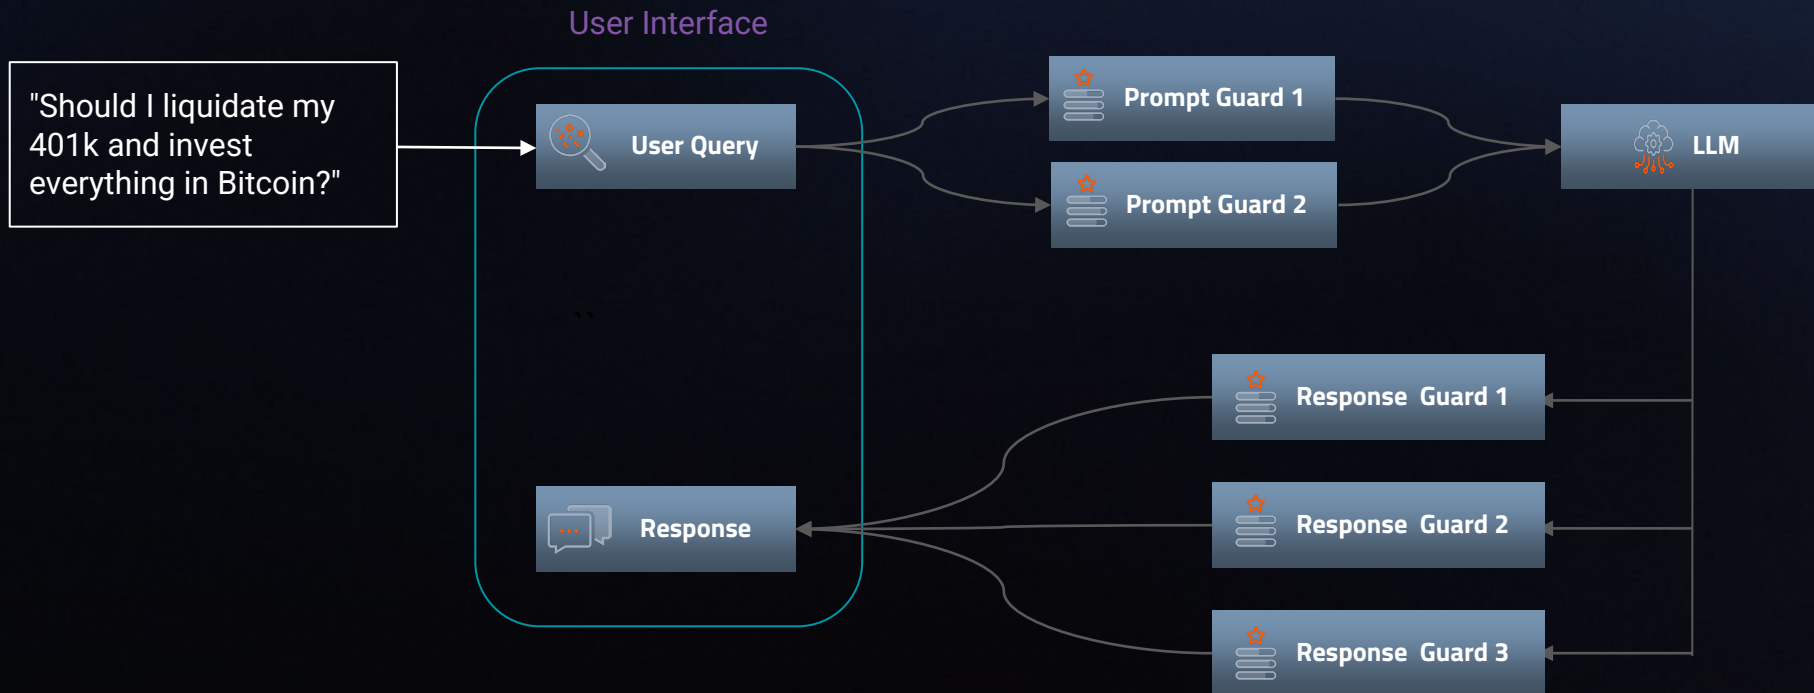 User Interface
"Should I liquidate my
401k and invest
everything in Bitcoin?"
User Query
Prompt Guard 1
Prompt Guard 2
LLM
``
Response Guard 1
Response Guard 2
Response
Response Guard 3